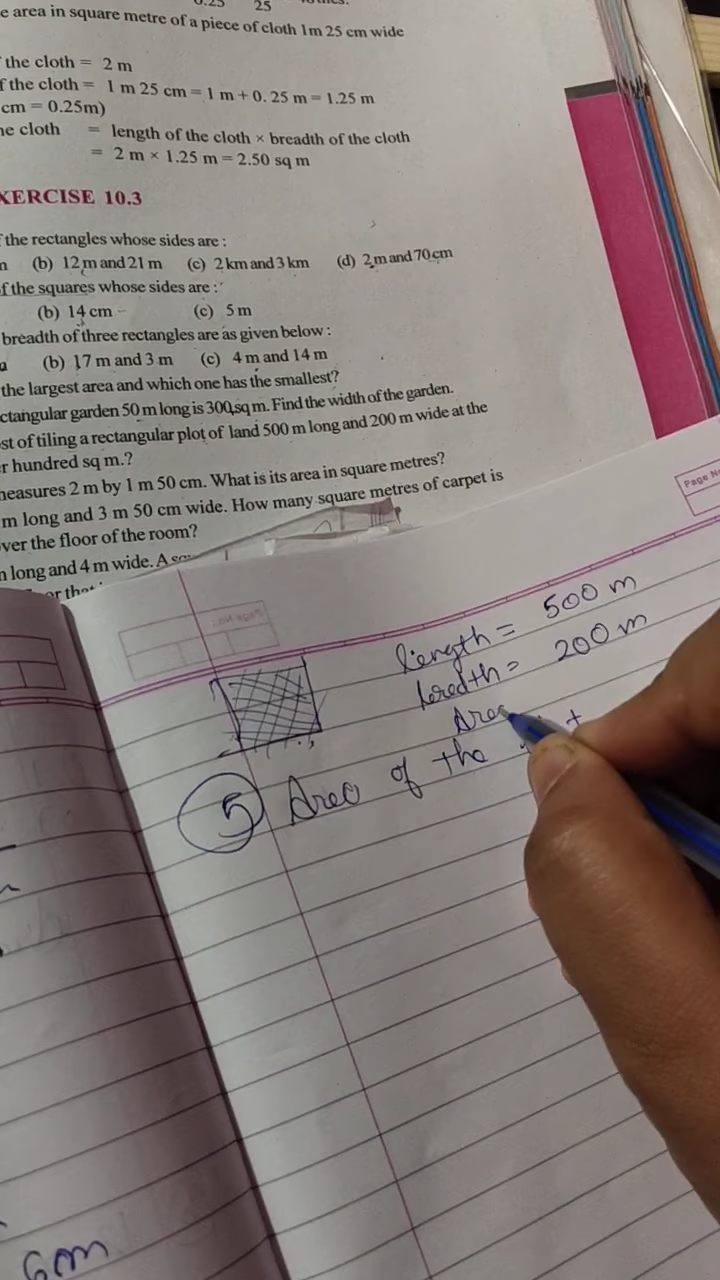 e area in square metre of a piece of cloth 1m 25 cm wide
the cloth = 2 m
f the cloth = 1 m 25 cm = 1 m + 0. 25 m = 1.25 m
cm = 0.25m)
he cloth = length of the cloth × breadth of the cloth
= 2 m × 1.25 m = 2.50 sq m
XERCISE 10.3
f the rectangles whose sides are :
(b) 12 m and 21 m (c) 2 km and 3 km (d) 2 m and 70 cm
f the squares whose sides are :
(b) 14 cm (c) 5 m
breadth of three rectangles are as given below :
(b) 17 m and 3 m (c) 4 m and 14 m
the largest area and which one has the smallest?
ctangular garden 50 m long is 300 sq m. Find the width of the garden.
st of tiling a rectangular plot of land 500 m long and 200 m wide at the
r hundred sq m.?
measures 2 m by 1 m 50 cm. What is its area in square metres?
m long and 3 m 50 cm wide. How many square metres of carpet is
ver the floor of the room?
long and 4 m wide. A
or
Page N
length = 500 m
bredth = 200 m
Area
5 Area of the
6m